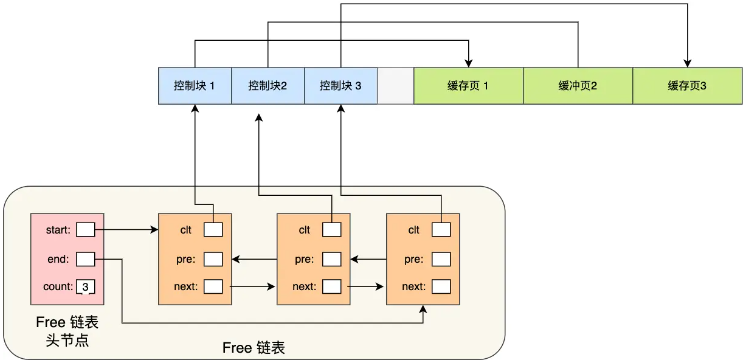 控制块 1
控制块2
控制块 3
缓存页 1
缓冲页2
缓存页3
start:
end:
count: 3
clt
pre:
next:
clt
pre:
next:
clt
pre:
next:
Free 链表
头节点
Free 链表